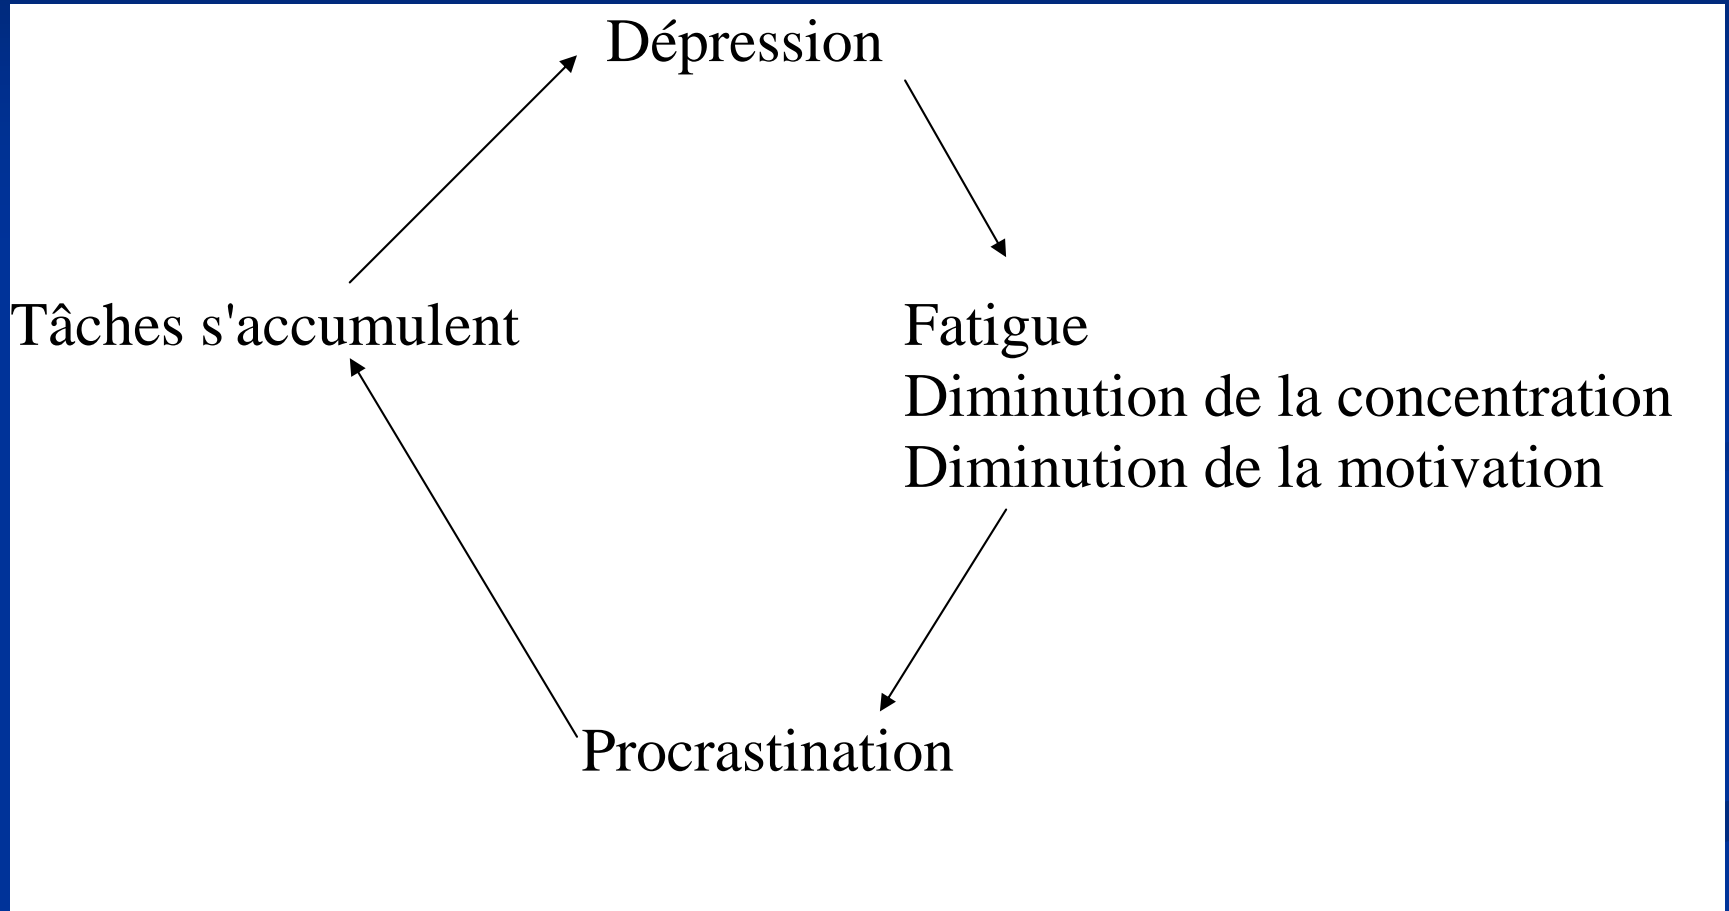 Dépression
Tâches s'accumulent
Fatigue
Diminution de la concentration
Diminution de la motivation
Procrastination